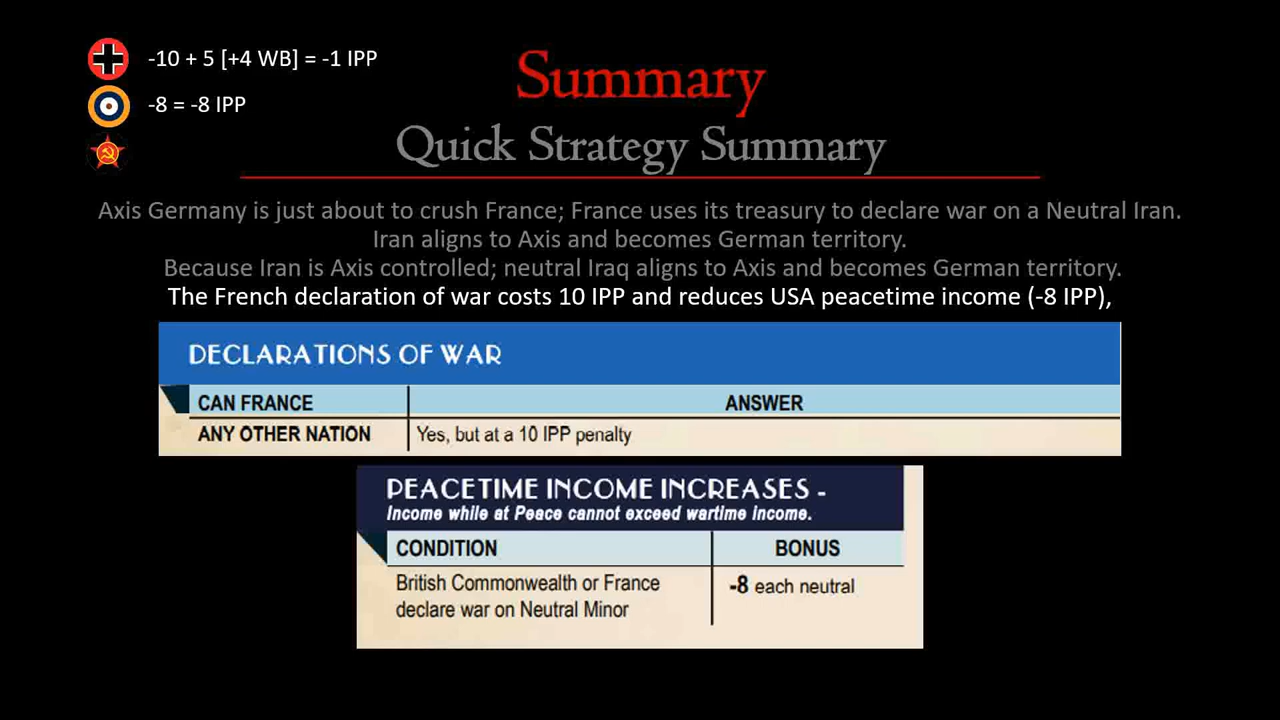 -10 + 5 [+4 WB] = -1 IPP
-8 = -8 IPP
Summary
Quick Strategy Summary
Axis Germany is just about to crush France; France uses its treasury to declare war on a Neutral Iran.
Iran aligns to Axis and becomes German territory.
Because Iran is Axis controlled; neutral Iraq aligns to Axis and becomes German territory.
The French declaration of war costs 10 IPP and reduces USA peacetime income (-8 IPP),
DECLARATIONS OF WAR
CAN FRANCE ANSWER
ANY OTHER NATION Yes, but at a 10 IPP penalty
PEACETIME INCOME INCREASES -
Income while at Peace cannot exceed wartime income.
CONDITION BONUS
British Commonwealth or France -8 each neutral
declare war on Neutral Minor